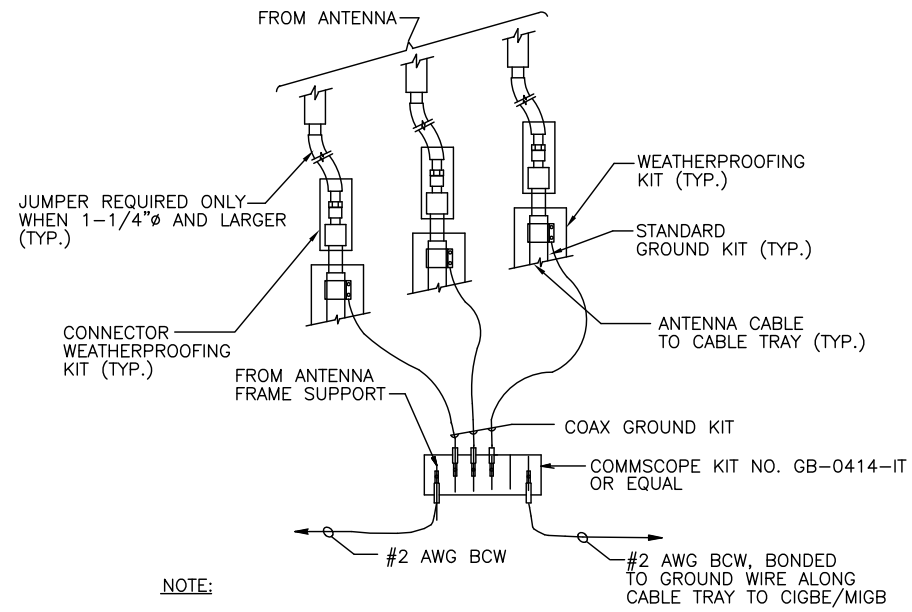 FROM ANTENNA
WEATHERPROOFING
KIT (TYP.)
JUMPER REQUIRED ONLY
WHEN 1-1/4"ø AND LARGER
(TYP.)
STANDARD
GROUND KIT (TYP.)
CONNECTOR
WEATHERPROOFING
KIT (TYP.)
ANTENNA CABLE
TO CABLE TRAY (TYP.)
FROM ANTENNA
FRAME SUPPORT
COAX GROUND KIT
COMMSCOPE KIT NO. GB-0414-IT
OR EQUAL
#2 AWG BCW
#2 AWG BCW, BONDED
TO GROUND WIRE ALONG
CABLE TRAY TO CIGBE/MIGB
NOTE: